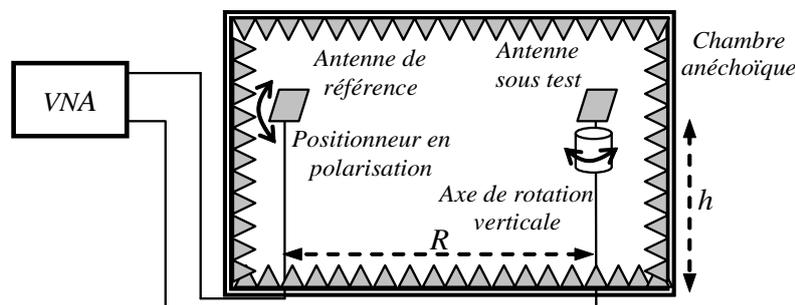 VNA
Antenne de
référence
Antenne
sous test
Chambre
anéchoïque
Positionneur en
polarisation
Axe de rotation
verticale
R
h